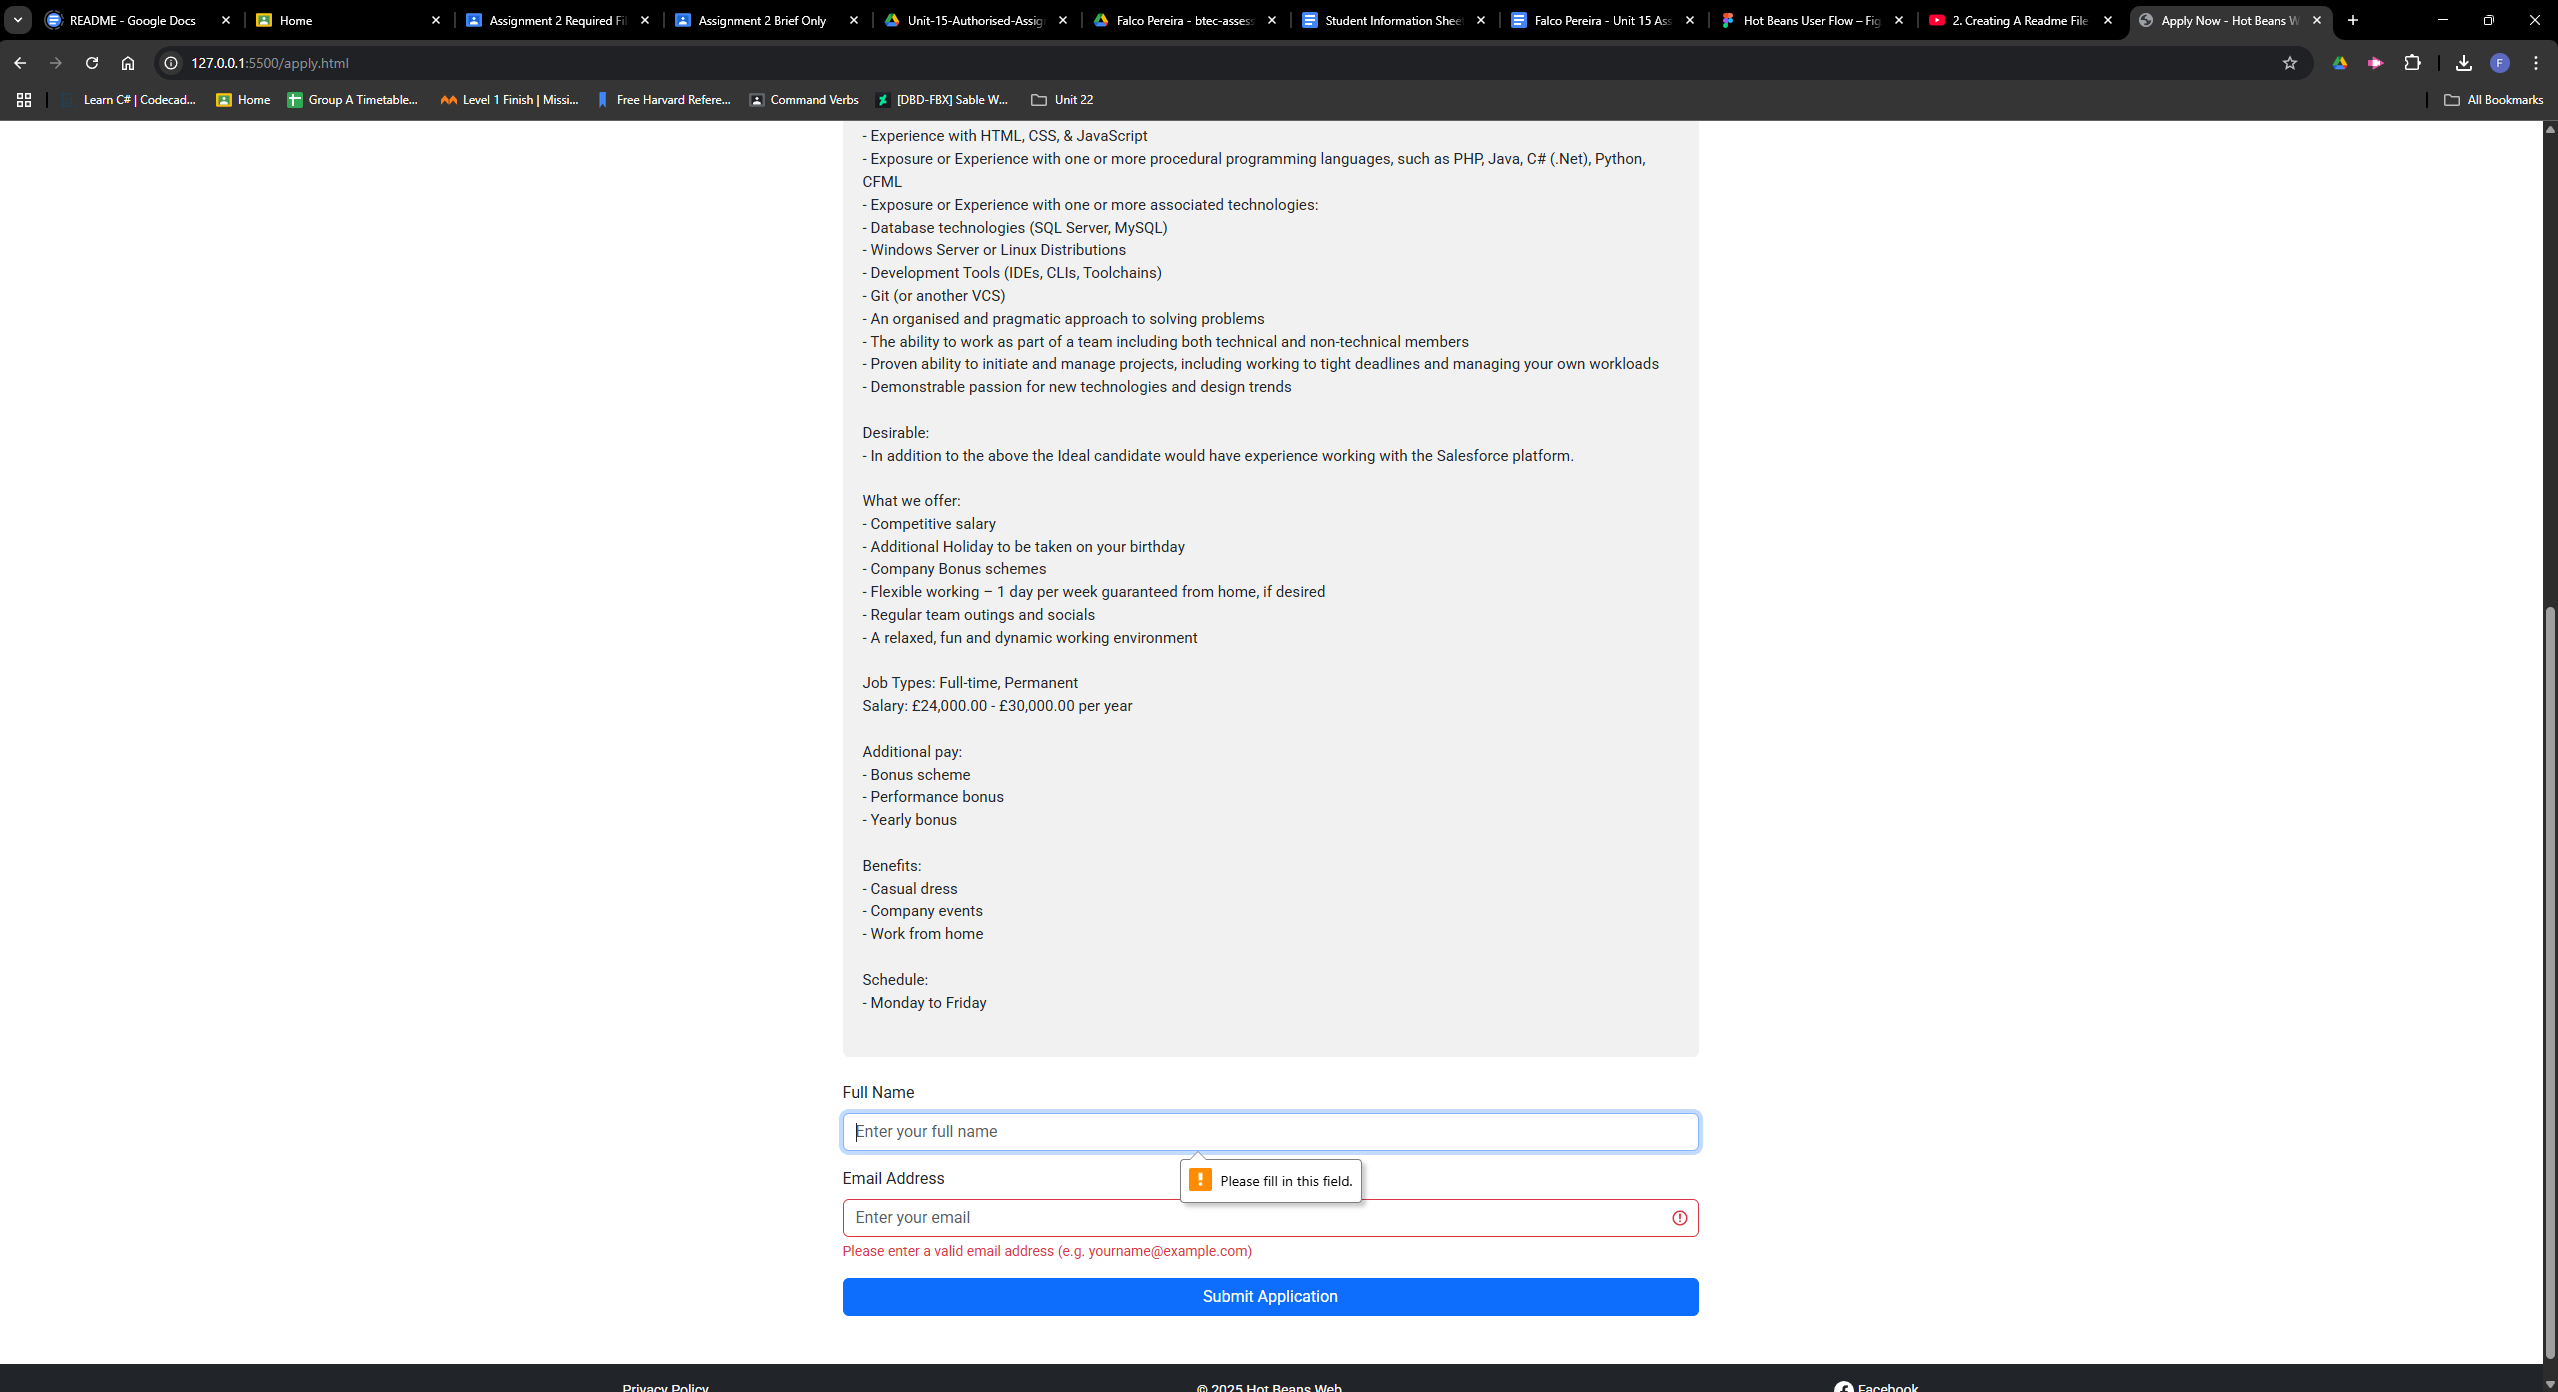 README - Google Docs
Home
Assignment 2 Required Fi
Assignment 2 Brief Only
Unit-15-Authorised-Assig
Falco Pereira - btec-assess
Student Information Shee
Falco Pereira - Unit 15 Ass
Hot Beans User Flow – Fig
2. Creating A Readme File
Apply Now - Hot Beans W
127.0.0.1:5500/apply.html
F
Learn C# | Codecad...
Home
Group A Timetable...
Level 1 Finish | Missi...
Free Harvard Refere...
Command Verbs
[DBD-FBX] Sable W...
Unit 22
All Bookmarks
- Experience with HTML, CSS, & JavaScript
- Exposure or Experience with one or more procedural programming languages, such as PHP, Java, C# (.Net), Python,
CFML
- Exposure or Experience with one or more associated technologies:
- Database technologies (SQL Server, MySQL)
- Windows Server or Linux Distributions
- Development Tools (IDEs, CLIs, Toolchains)
- Git (or another VCS)
- An organised and pragmatic approach to solving problems
- The ability to work as part of a team including both technical and non-technical members
- Proven ability to initiate and manage projects, including working to tight deadlines and managing your own workloads
- Demonstrable passion for new technologies and design trends
Desirable:
- In addition to the above the Ideal candidate would have experience working with the Salesforce platform.
What we offer:
- Competitive salary
- Additional Holiday to be taken on your birthday
- Company Bonus schemes
- Flexible working – 1 day per week guaranteed from home, if desired
- Regular team outings and socials
- A relaxed, fun and dynamic working environment
Job Types: Full-time, Permanent
Salary: £24,000.00 - £30,000.00 per year
Additional pay:
- Bonus scheme
- Performance bonus
- Yearly bonus
Benefits:
- Casual dress
- Company events
- Work from home
Schedule:
- Monday to Friday
Full Name
Enter your full name
Please fill in this field.
Email Address
Enter your email
Please enter a valid email address (e.g. yourname@example.com)
Submit Application
Privacy Policy
© 2025 Hot Beans Web
Facebook